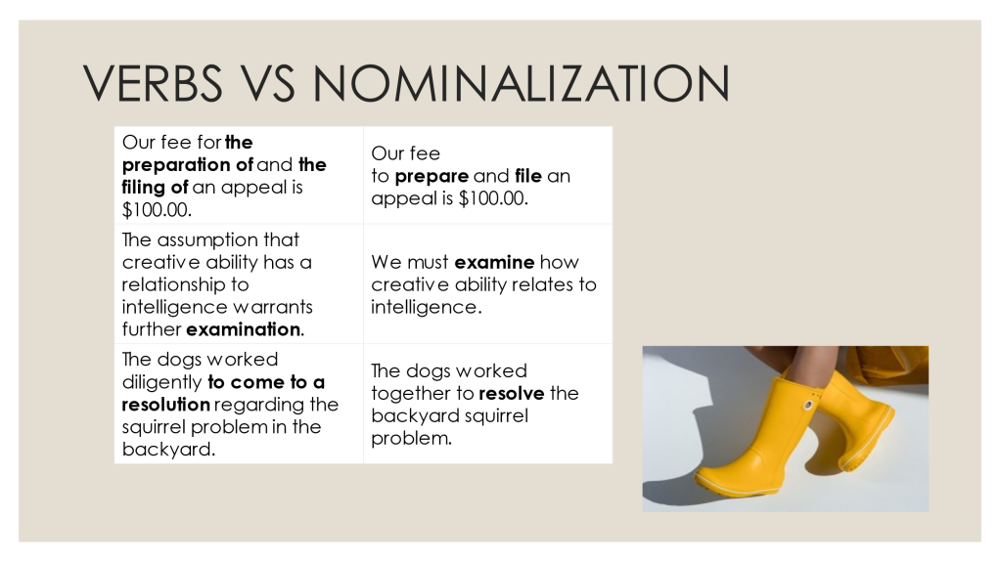 VERBS VS NOMINALIZATION
Our fee for the
preparation of and the
filing of an appeal is
$100.00.
Our fee
to prepare and file an
appeal is $100.00.
The assumption that
creative ability has a
relationship to
intelligence warrants
further examination.
We must examine how
creative ability relates to
intelligence.
The dogs worked
diligently to come to a
resolution regarding the
squirrel problem in the
backyard.
The dogs worked
together to resolve the
backyard squirrel
problem.